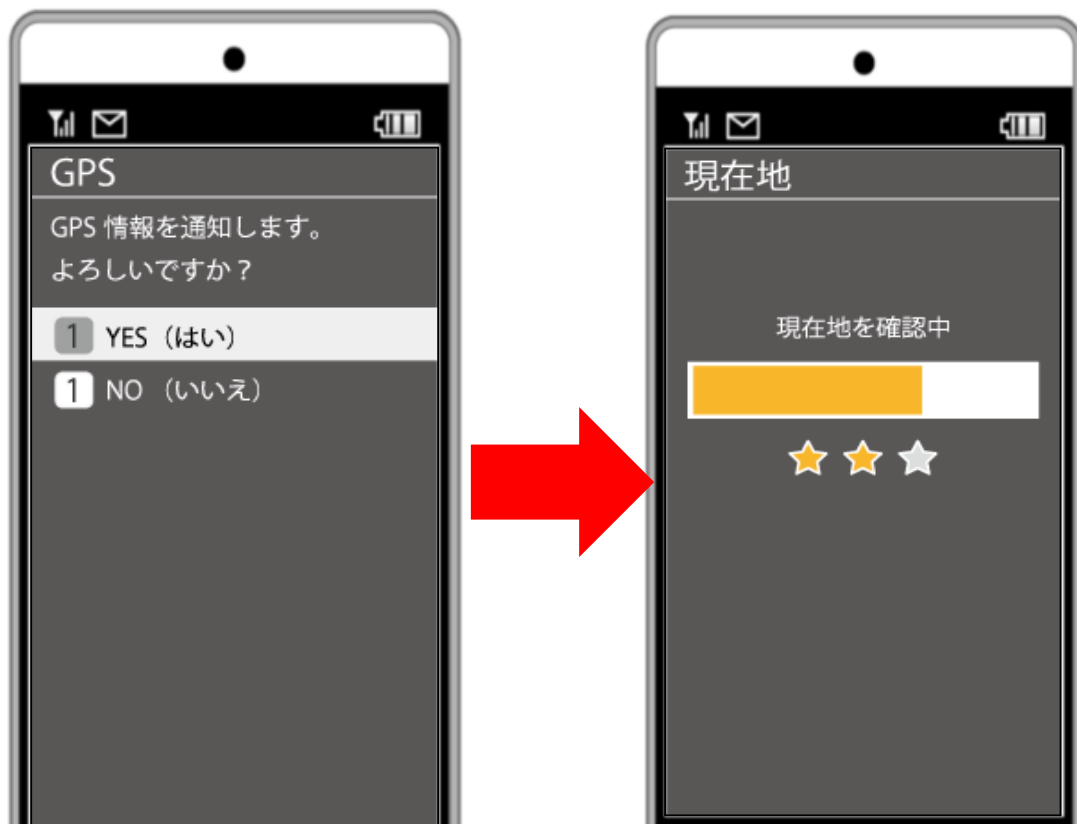 GPS
GPS 情報を通知します。
よろしいですか？
1 YES（はい）
1 NO （いいえ）
現在地
現在地を確認中